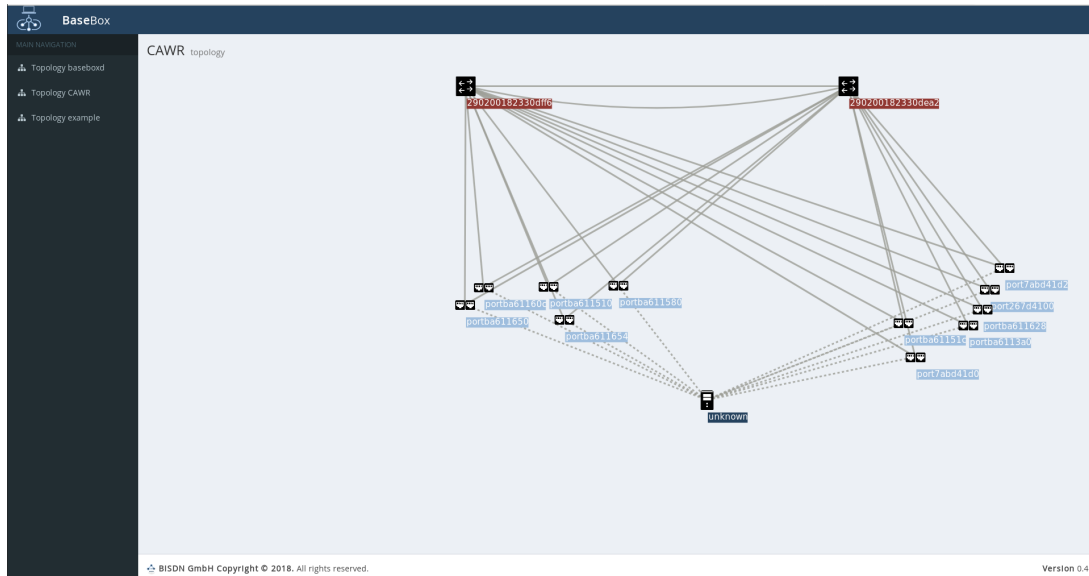 BaseBox
MAIN NAVIGATION
Topology baseboxd
Topology CAWR
Topology example
CAWR topology
290200182330dff6
290200182330dea2
port7abd41d2
portba61160c
portba611510
portba611580
port267d4100
portba611650
portba611628
portba611654
portba61151c
portba6113a0
port7abd41d0
unknown
BISDN GmbH Copyright © 2018. All rights reserved.
Version 0.4